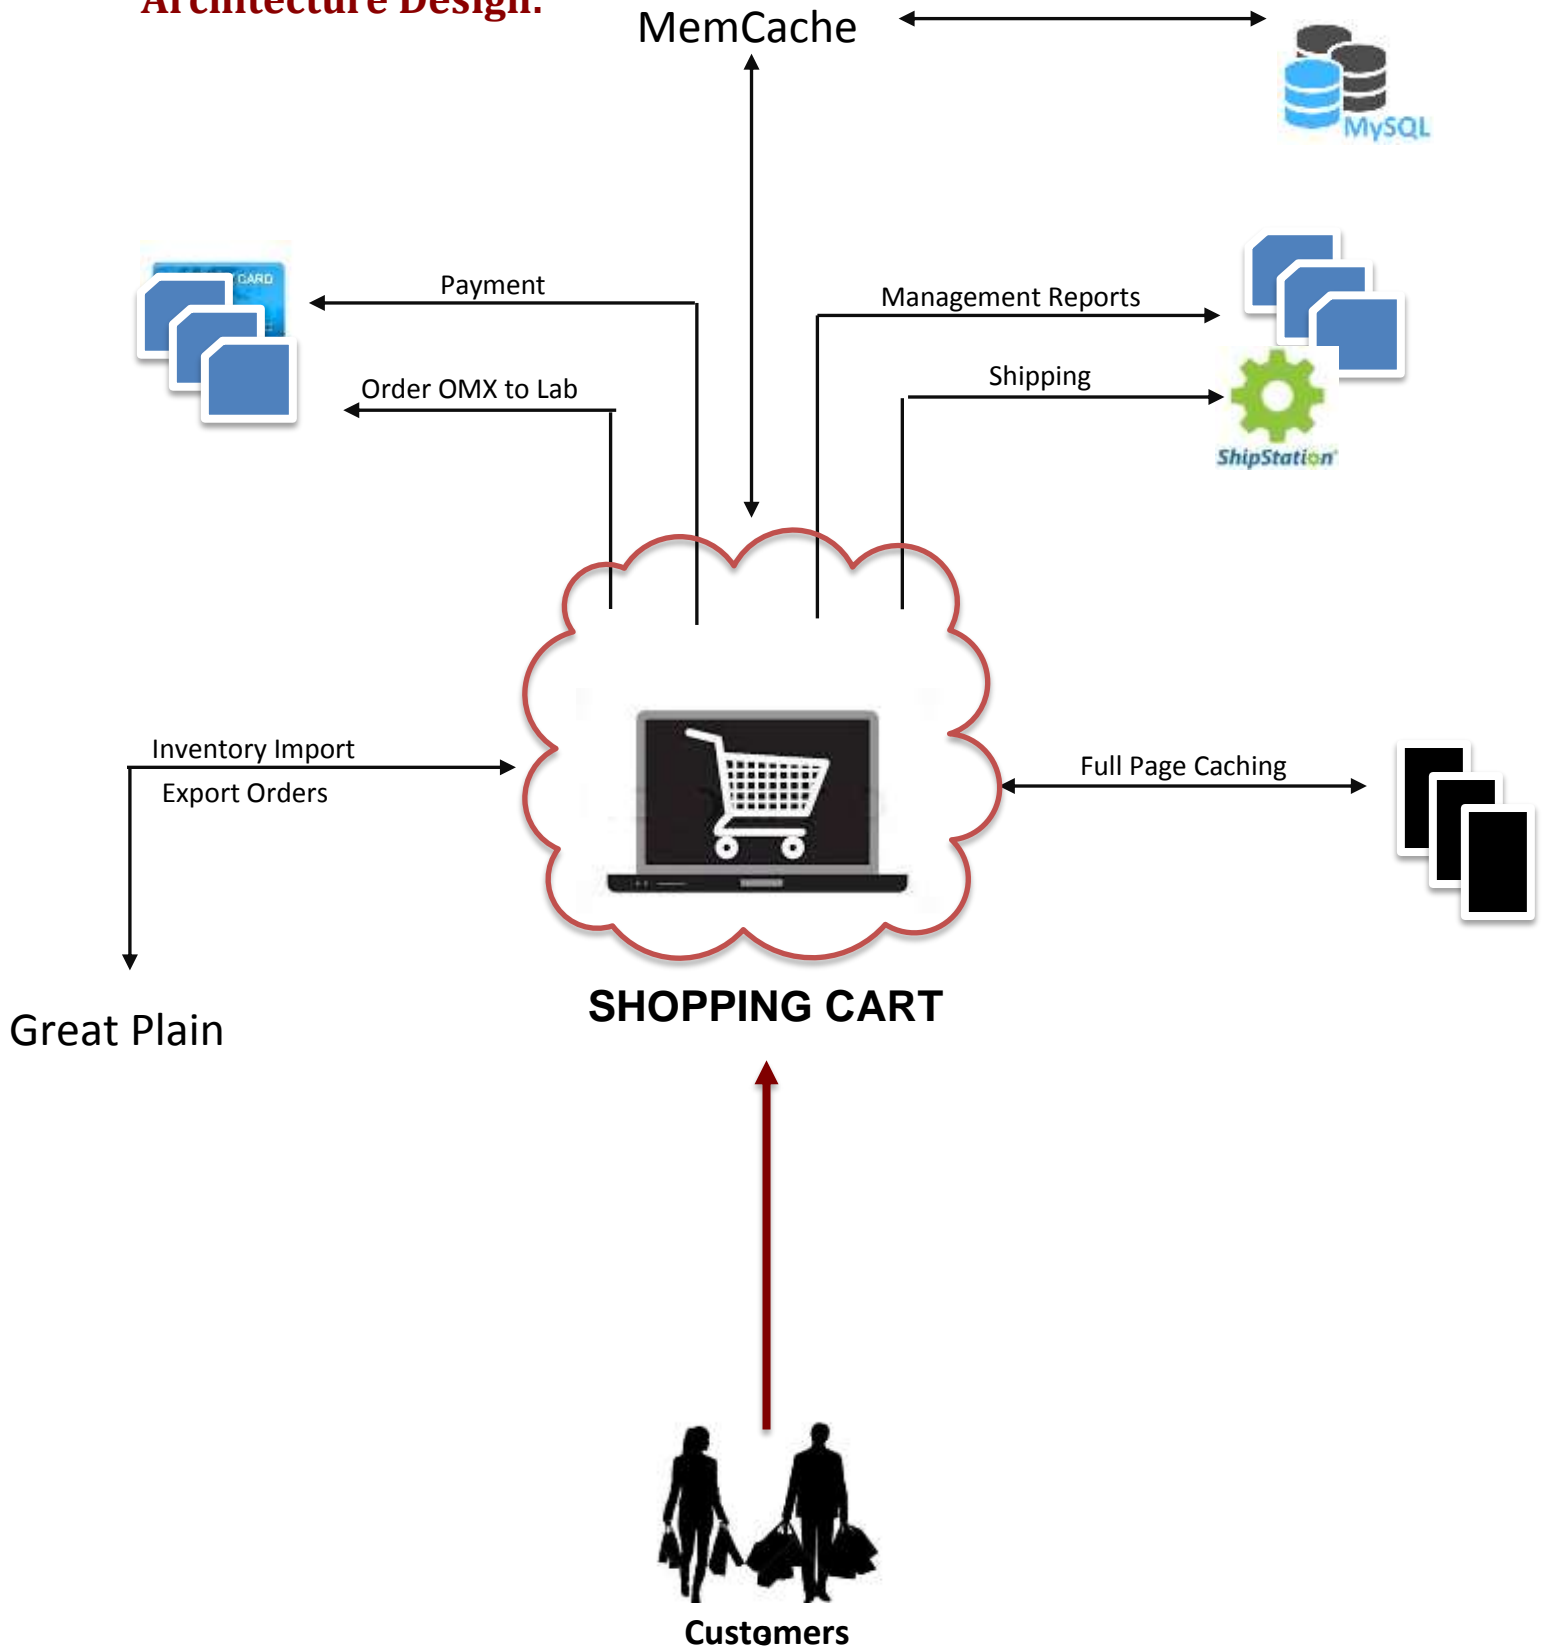 Architecture Design:
MemCache
MySQL
CARD
Payment
Management Reports
Order OMX to Lab
Shipping
ShipStation
Inventory Import
Export Orders
Full Page Caching
SHOPPING CART
Great Plain
Customers